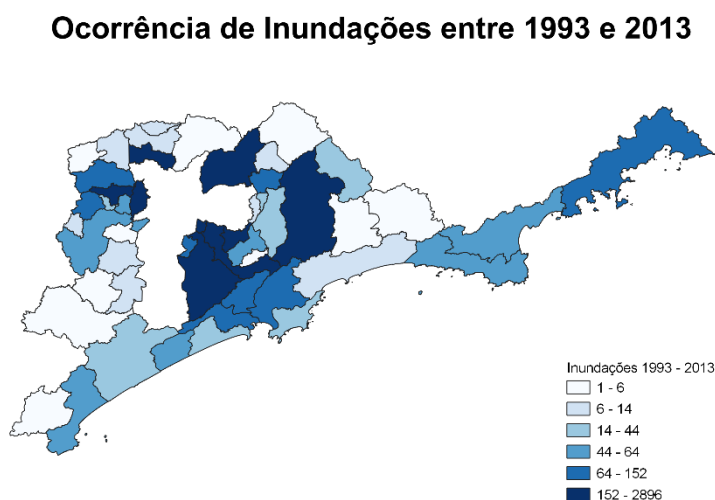 Ocorrência de Inundações entre 1993 e 2013
Inundações 1993 - 2013
1 - 6
6 - 14
14 - 44
44 - 64
64 - 152
152 - 2896